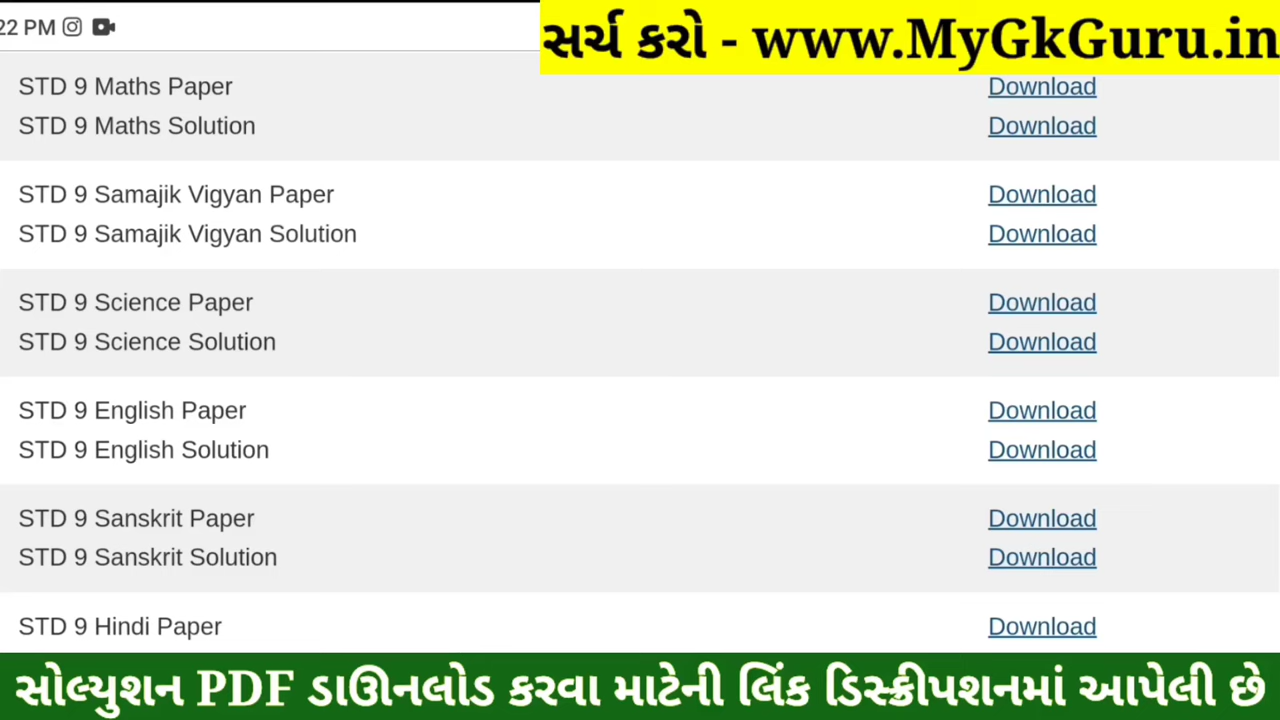 22 PM
સર્ચ કરો - www.MyGkGuru.in
STD 9 Maths Paper Download
STD 9 Maths Solution Download
STD 9 Samajik Vigyan Paper Download
STD 9 Samajik Vigyan Solution Download
STD 9 Science Paper Download
STD 9 Science Solution Download
STD 9 English Paper Download
STD 9 English Solution Download
STD 9 Sanskrit Paper Download
STD 9 Sanskrit Solution Download
STD 9 Hindi Paper Download
સોલ્યુશન PDF ડાઊનલોડ કરવા માટેની લિંક ડિસ્ક્રીપશનમાં આપેલી છે